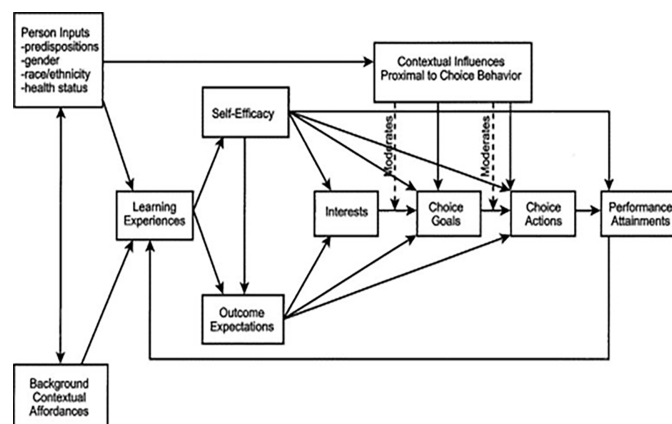 Person Inputs
-predispositions
-gender
-race/ethnicity
-health status
Contextual Influences
Proximal to Choice Behavior
Self-Efficacy
Moderates
Moderates
Learning
Experiences
Interests
Choice
Goals
Choice
Actions
Performance
Attainments
Outcome
Expectations
Background
Contextual
Affordances